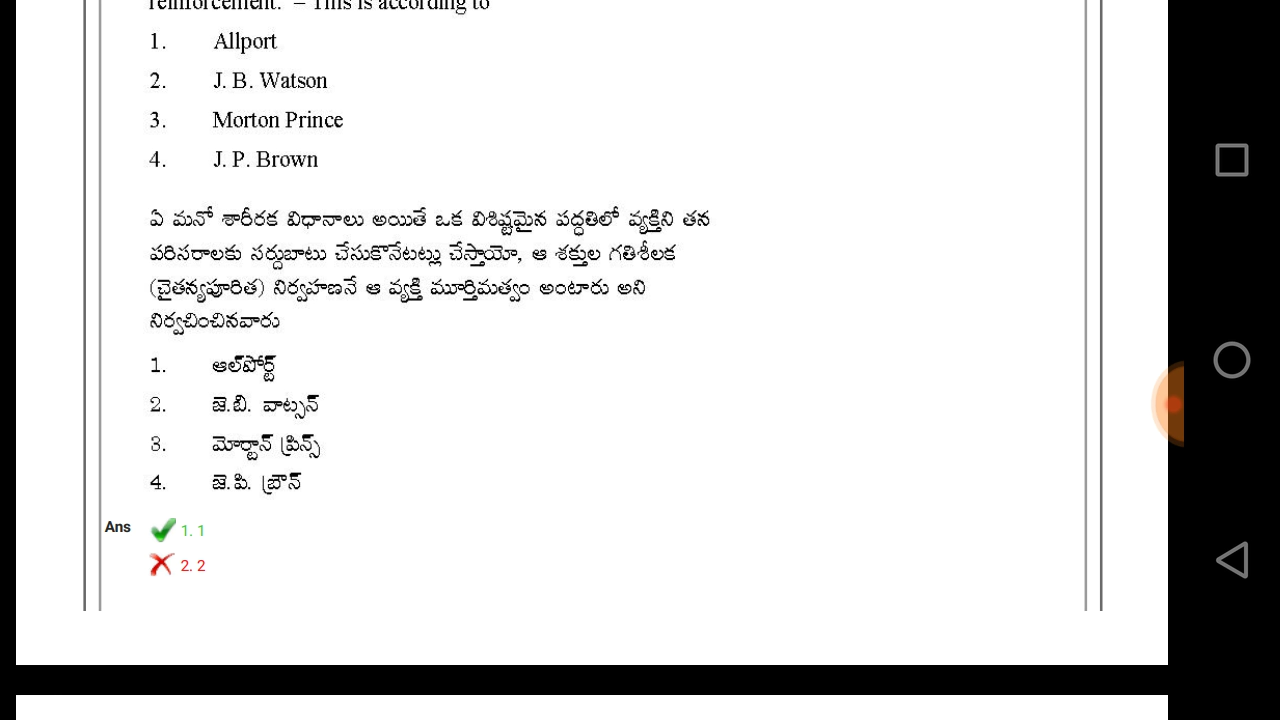 reinforcement. – This is according to
1. Allport
2. J. B. Watson
3. Morton Prince
4. J. P. Brown
ఏ మనో శారీరక విధానాలు అయితే ఒక విశిష్టమైన పద్ధతిలో వ్యక్తిని తన
పరిసరాలకు సర్దుబాటు చేసుకొనేటట్లు చేస్తాయో, ఆ శక్తుల గతిశీలక
(చైతన్యపూరిత) నిర్వహణనే ఆ వ్యక్తి మూర్తిమత్వం అంటారు అని
నిర్వచించినవారు
1. ఆల్‌పోర్ట్
2. జె.బి. వాట్సన్
3. మోర్టాన్ ప్రిన్స్
4. జె.పి. బ్రౌన్
Ans 1. 1
2. 2